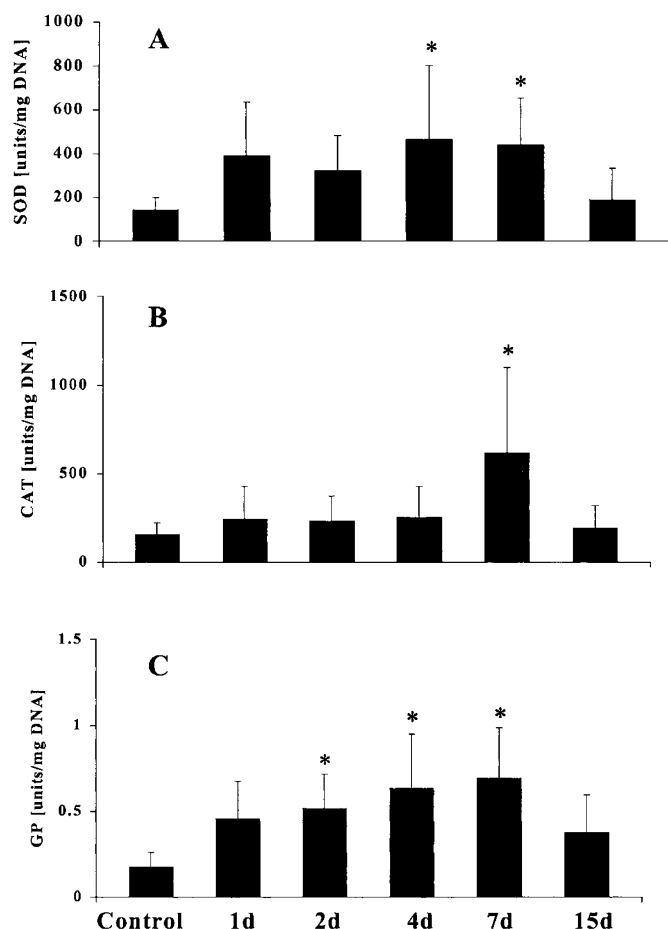 A
SOD [units/mg DNA]
1000
800
600
400
200
0
*
*
B
CAT [units/mg DNA]
1500
1000
500
0
*
C
GP [units/mg DNA]
1.5
1
0.5
0
*
*
*
Control 1d 2d 4d 7d 15d